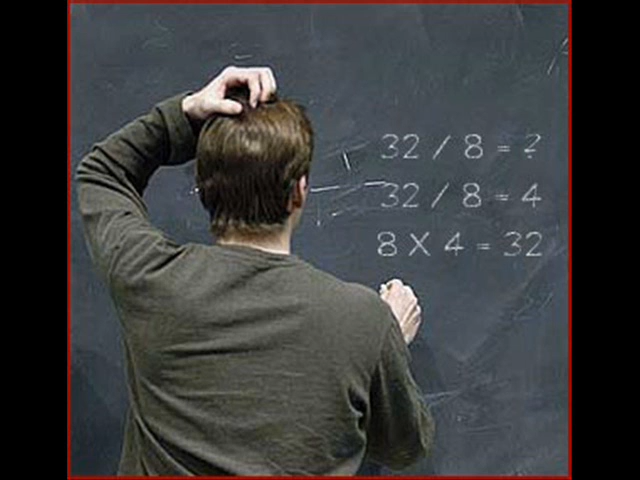 32 / 8 = ?
32 / 8 = 4
8 X 4 = 32